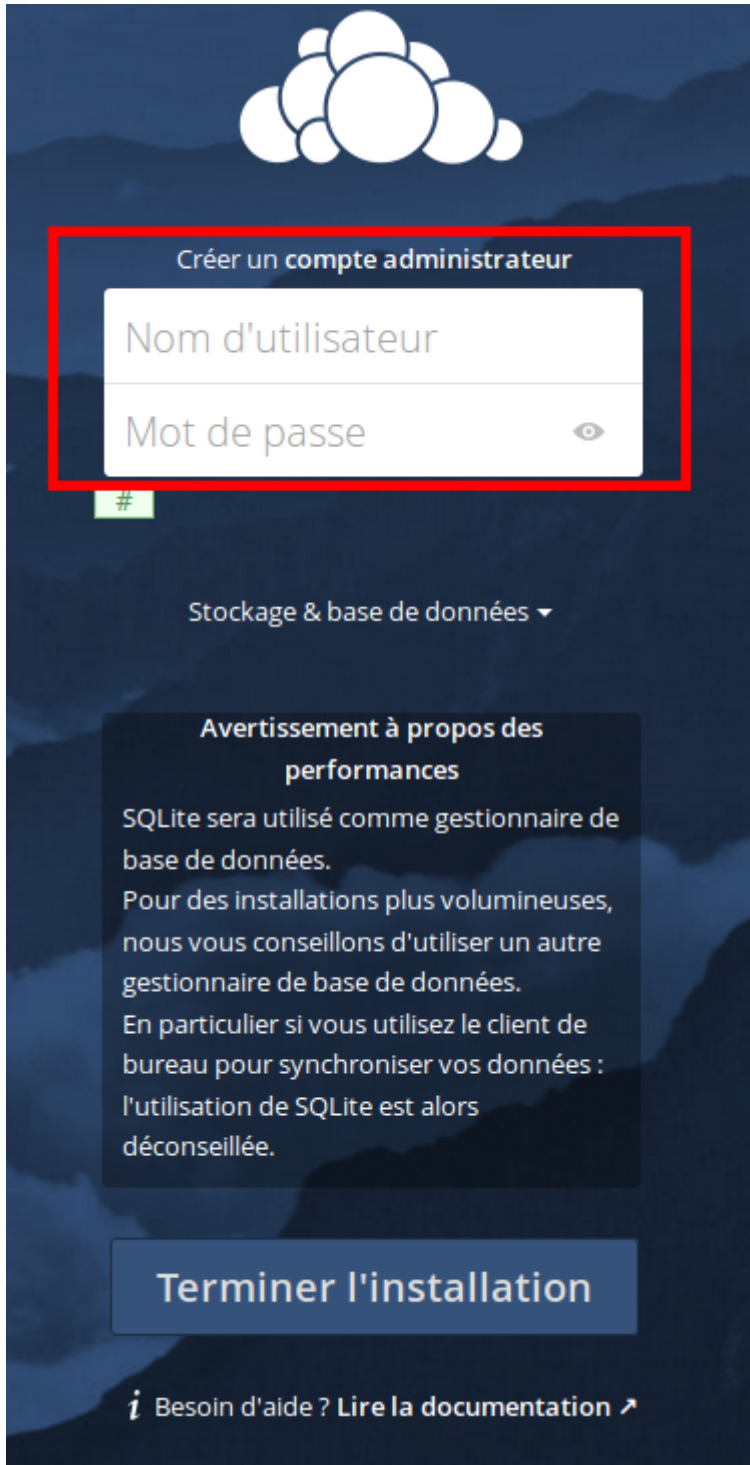 Créer un compte administrateur
Nom d'utilisateur
Mot de passe
#
Stockage & base de données
Avertissement à propos des
performances
SQLite sera utilisé comme gestionnaire de
base de données.
Pour des installations plus volumineuses,
nous vous conseillons d'utiliser un autre
gestionnaire de base de données.
En particulier si vous utilisez le client de
bureau pour synchroniser vos données :
l'utilisation de SQLite est alors
déconseillée.
Terminer l'installation
i Besoin d'aide ? Lire la documentation ↗